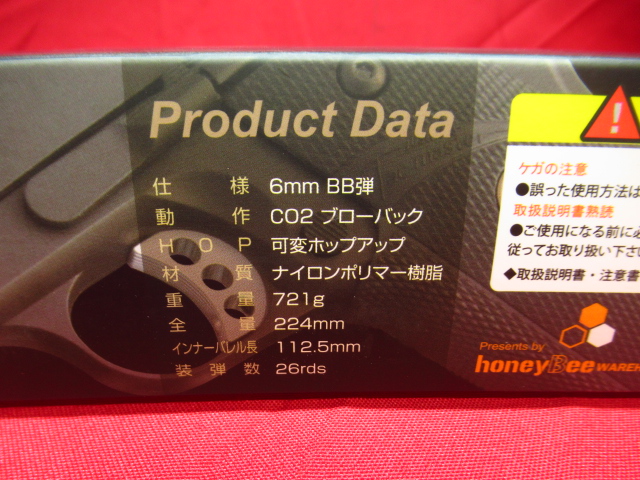 Product Data
仕様 6mm BB弾
動作 CO2 ブローバック
HOP 可変ホップアップ
材質 ナイロンポリマー樹脂
重量 721g
全量 224mm
インナーバレル長 112.5mm
装弾数 26rds
ケガの注意
●誤った使用方法は
取扱説明書熟読
●ご使用になる前に必
従ってお取り扱い下さい
◆取扱説明書・注意書
Presents by
honeyBee WAREH